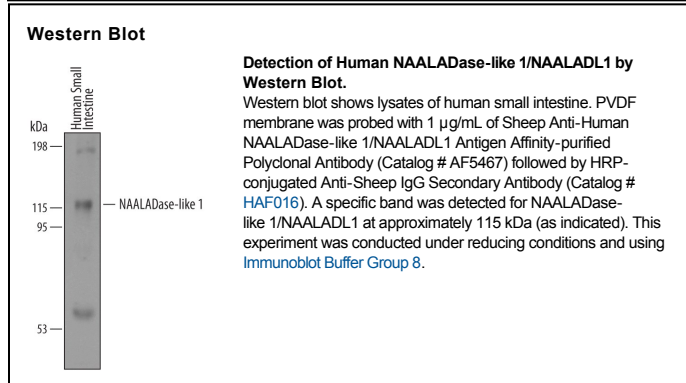 Western Blot
Human Small
Intestine
kDa
198
115
95
53
NAALADase-like 1
Detection of Human NAALADase-like 1/NAALADL1 by
Western Blot.
Western blot shows lysates of human small intestine. PVDF
membrane was probed with 1 µg/mL of Sheep Anti-Human
NAALADase-like 1/NAALADL1 Antigen Affinity-purified
Polyclonal Antibody (Catalog # AF5467) followed by HRP-
conjugated Anti-Sheep IgG Secondary Antibody (Catalog #
HAF016). A specific band was detected for NAALADase-
like 1/NAALADL1 at approximately 115 kDa (as indicated). This
experiment was conducted under reducing conditions and using
Immunoblot Buffer Group 8.